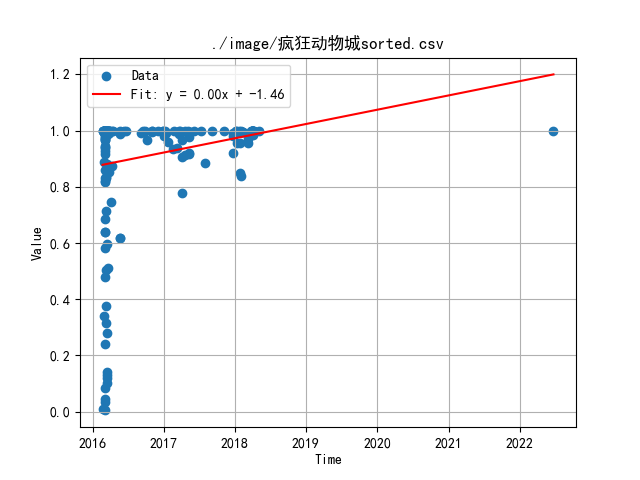 ./image/疯狂动物城sorted.csv
Data
Fit: y = 0.00x + -1.46
1.2
1.0
0.8
0.6
0.4
0.2
0.0
Value
2016 2017 2018 2019 2020 2021 2022
Time